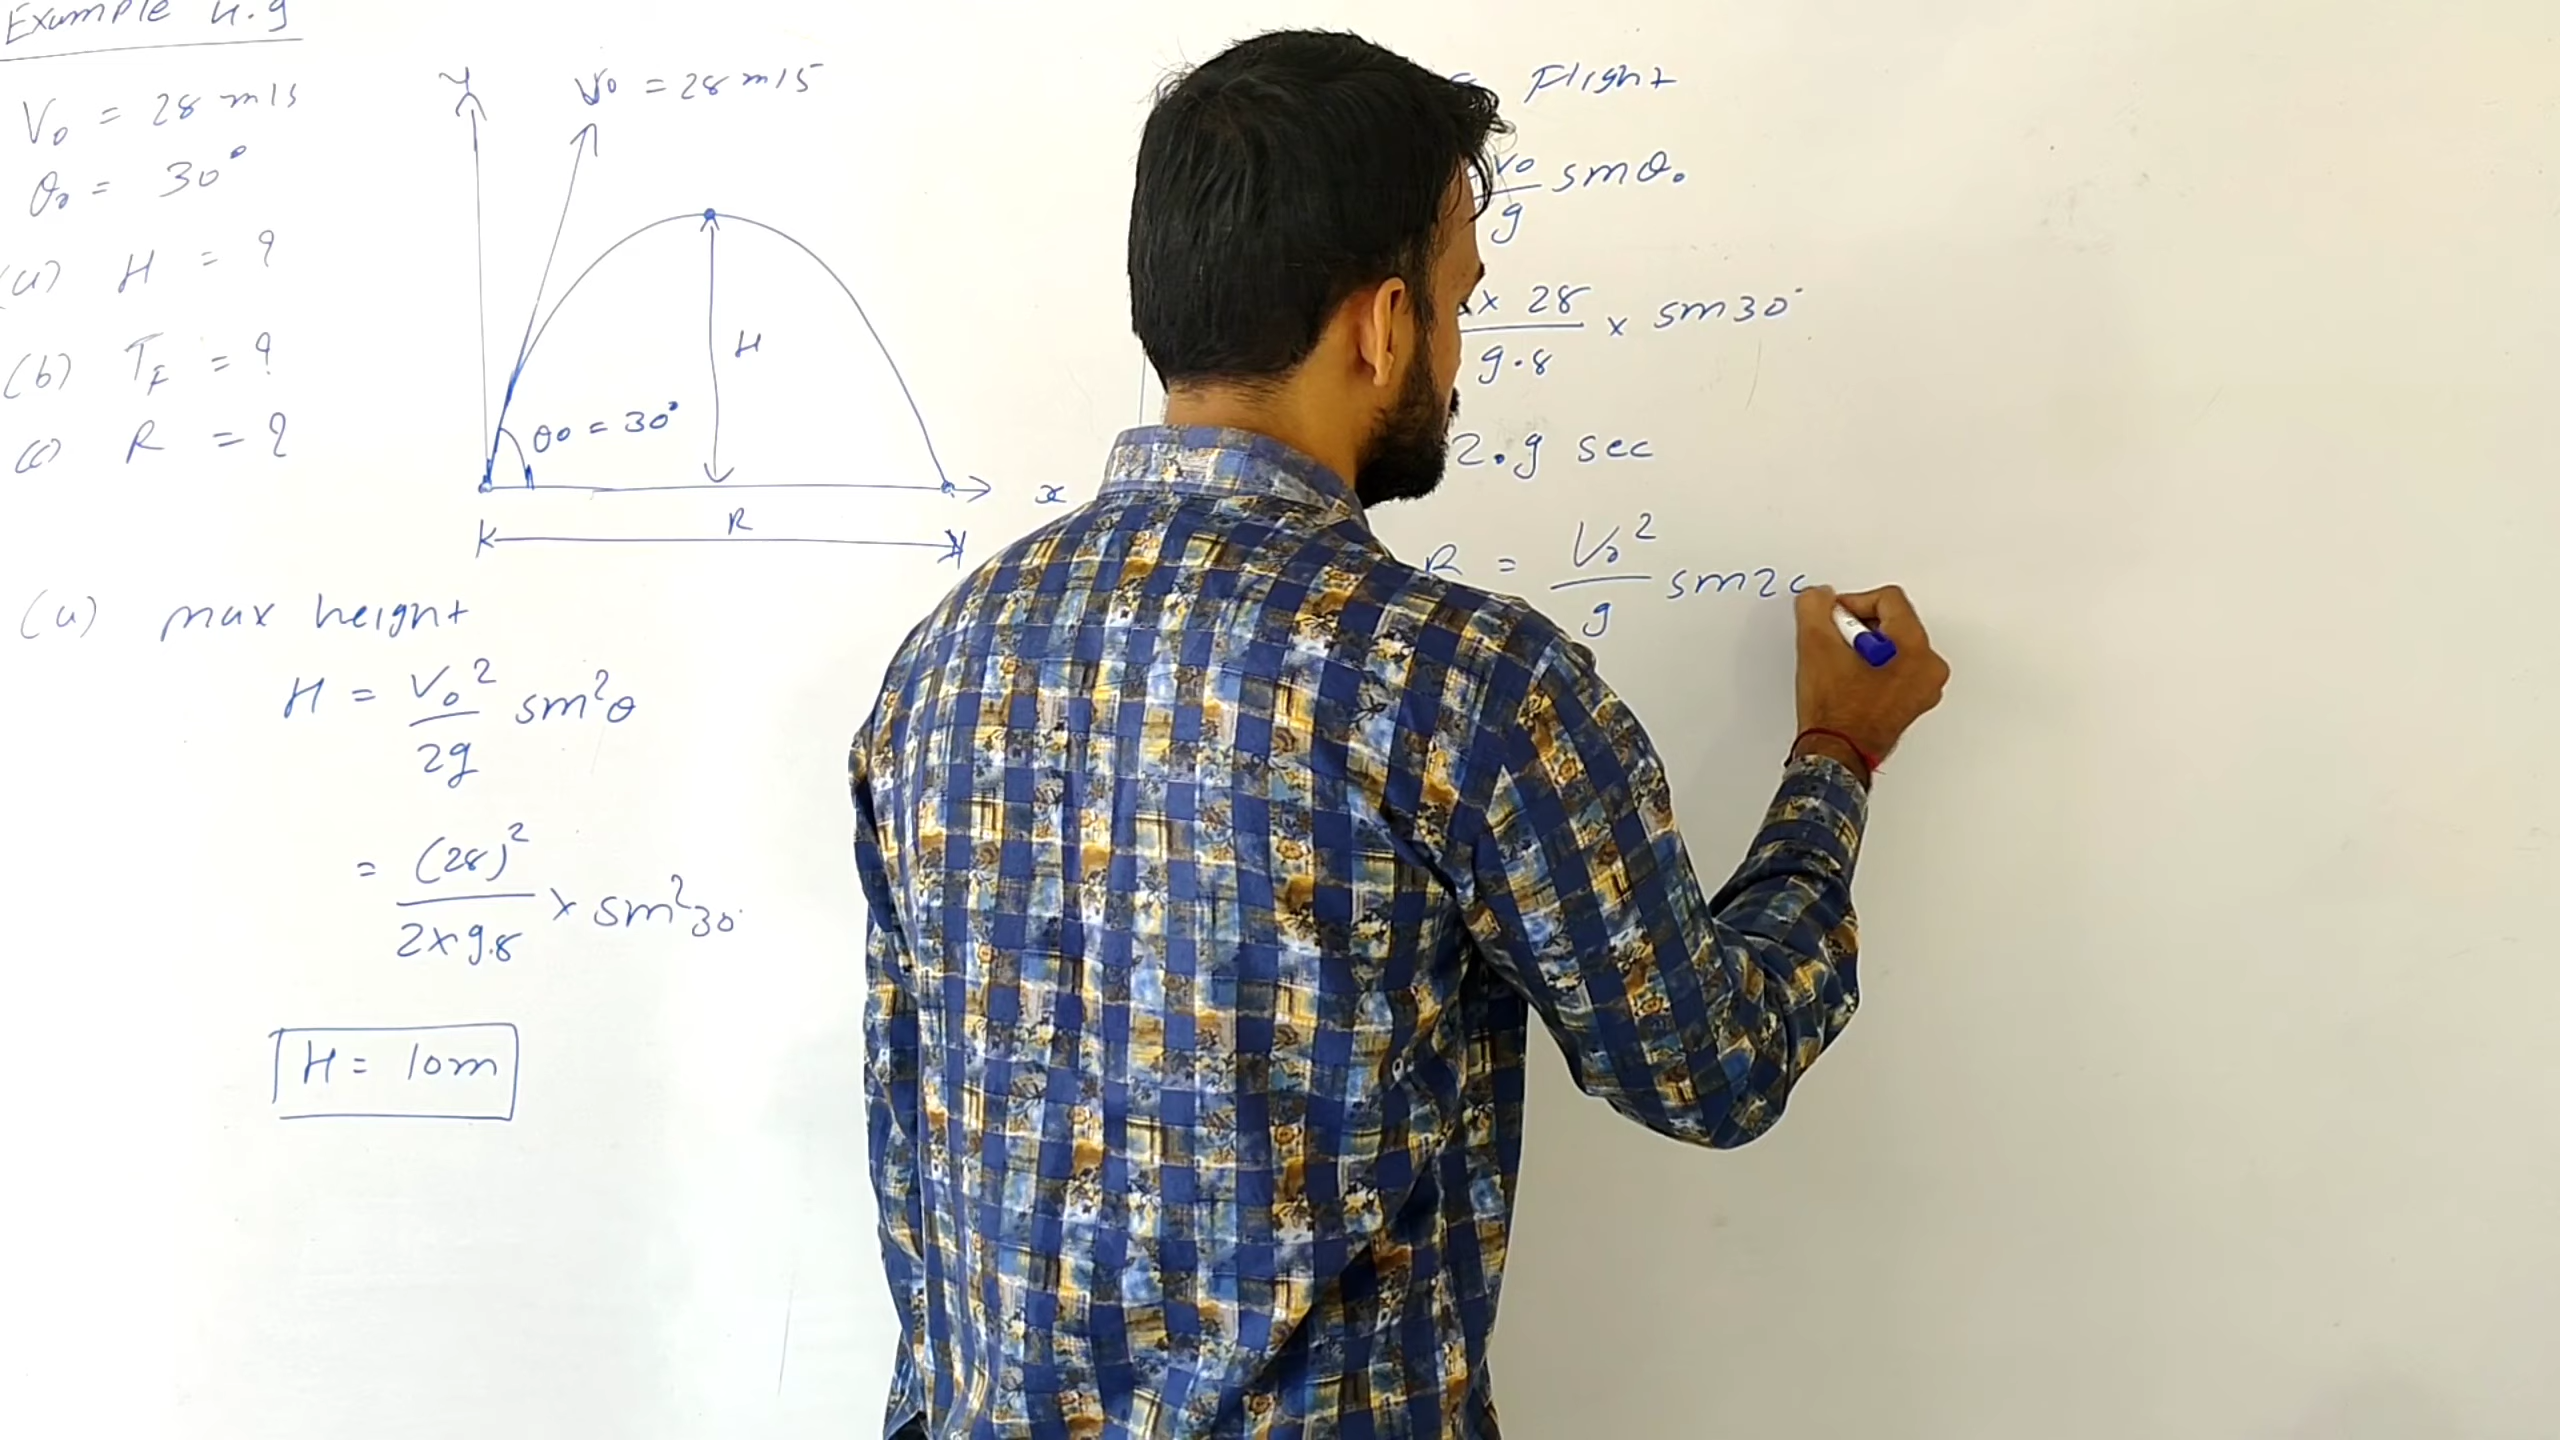 Example 4.9
V₀ = 28 m/s
θ₀ = 30°
(a) H = ?
(b) T_F = ?
(c) R = ?
Y
V₀ = 28 m/s
H
θ₀ = 30°
x
R
(a) max height
H = V₀²/2g sin²θ
= (28)²/2×9.8 × sin²30°
H = 10m
Flight
V₀/g sinθ₀
× 28/9.8 × sin30°
2.9 sec
R = V₀²/g sin2